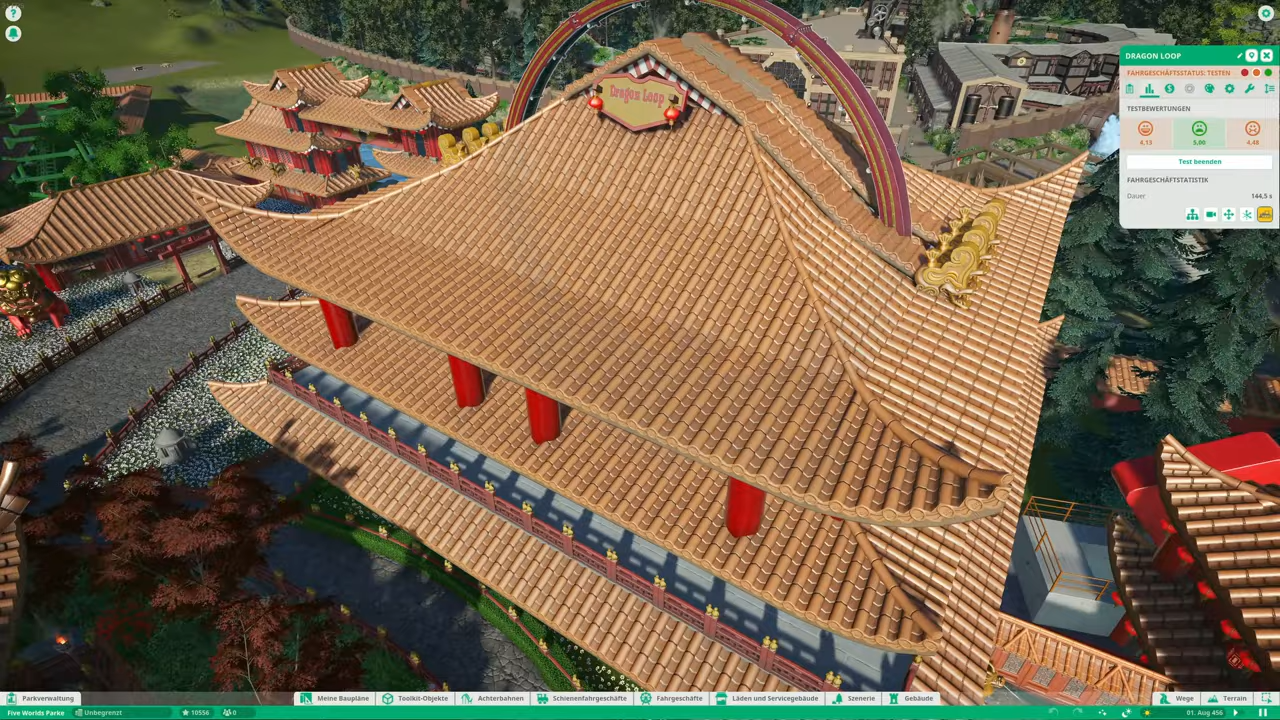 Dragon Loop
DRAGON LOOP
FAHRGESCHÄFTSSTATUS: TESTEN
TESTBEWERTUNGEN
4,13
5,00
4,48
Test beenden
FAHRGESCHÄFTSTATISTIK
Dauer
144,5 s
Parkverwaltung
Meine Baupläne
Toolkit-Objekte
Achterbahnen
Schienenfahrgeschäfte
Fahrgeschäfte
Läden und Servicegebäude
Szenerie
Gebäude
Wege
Terrain
Five Worlds Parke
Unbegrenzt
10556
0
01. Aug 456